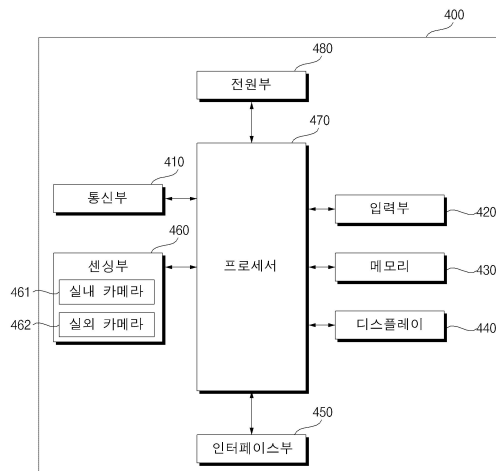 400
480
전원부
470
410
통신부
입력부
420
460
센싱부
프로세서
메모리
430
461
실내 카메라
462
실외 카메라
디스플레이
440
450
인터페이스부